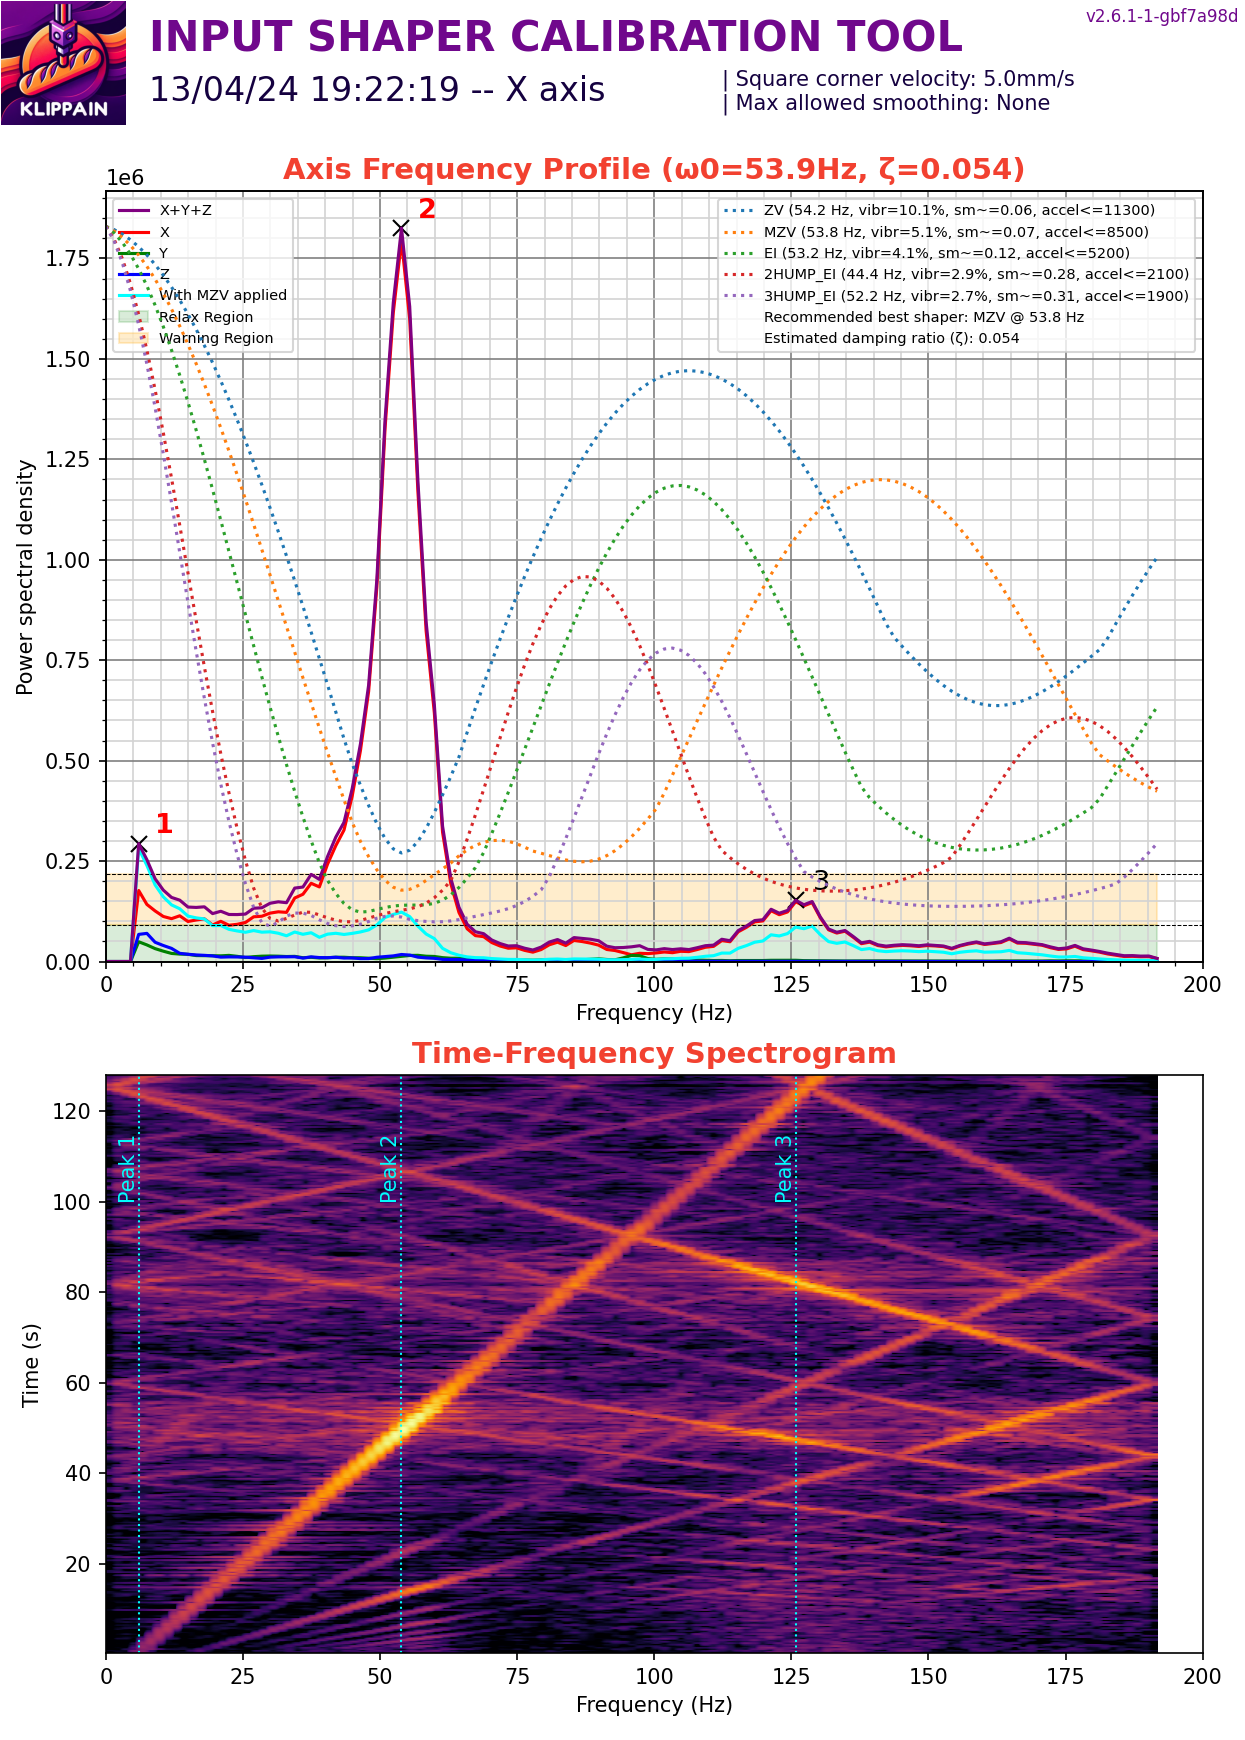 v2.6.1-1-gbf7a98d
INPUT SHAPER CALIBRATION TOOL
13/04/24 19:22:19 -- X axis
| Square corner velocity: 5.0mm/s
| Max allowed smoothing: None
KLIPPAIN
Axis Frequency Profile (ω0=53.9Hz, ζ=0.054)
1e6
X+Y+Z
X
Y
Z
With MZV applied
Relax Region
Warning Region
ZV (54.2 Hz, vibr=10.1%, sm~=0.06, accel<=11300)
MZV (53.8 Hz, vibr=5.1%, sm~=0.07, accel<=8500)
EI (53.2 Hz, vibr=4.1%, sm~=0.12, accel<=5200)
2HUMP_EI (44.4 Hz, vibr=2.9%, sm~=0.28, accel<=2100)
3HUMP_EI (52.2 Hz, vibr=2.7%, sm~=0.31, accel<=1900)
Recommended best shaper: MZV @ 53.8 Hz
Estimated damping ratio (ζ): 0.054
1
2
3
Power spectral density
1.75
1.50
1.25
1.00
0.75
0.50
0.25
0.00
0 25 50 75 100 125 150 175 200
Frequency (Hz)
Time-Frequency Spectrogram
Time (s)
120
100
80
60
40
20
Peak 1
Peak 2
Peak 3
0 25 50 75 100 125 150 175 200
Frequency (Hz)